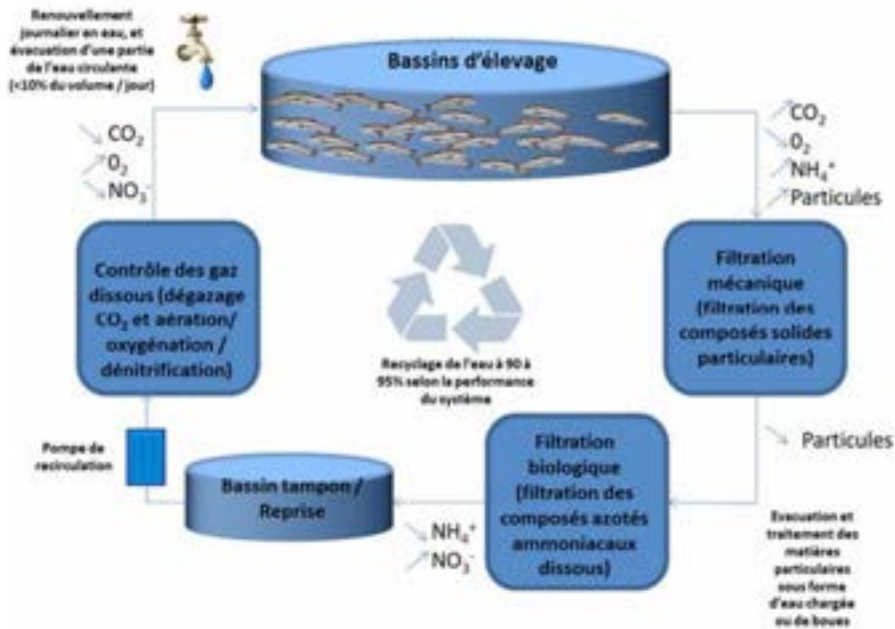 Renouvellement
journalier en eau, et
évacuation d'une partie
de l'eau circulante
(<10% du volume / jour)
Bassins d'élevage
CO₂
0₂
NO₃⁻
CO₂
0₂
NH₄⁺
Particules
Contrôle des gaz
dissous (dégazage
CO₂ et aération/
oxygénation /
dénitrification)
Filtration
mécanique
(filtration des
composés solides
particulaires)
Recyclage de l'eau à 90 à
95% selon la performance
du système
Particules
Pompe de
recirculation
Bassin tampon /
Reprise
Filtration
biologique
(filtration des
composés azotés
ammoniacaux
dissous)
NH₄⁺
NO₃⁻
Evacuation et
traitement des
matières
particulaires
sous forme
d'eau chargée
ou de boues